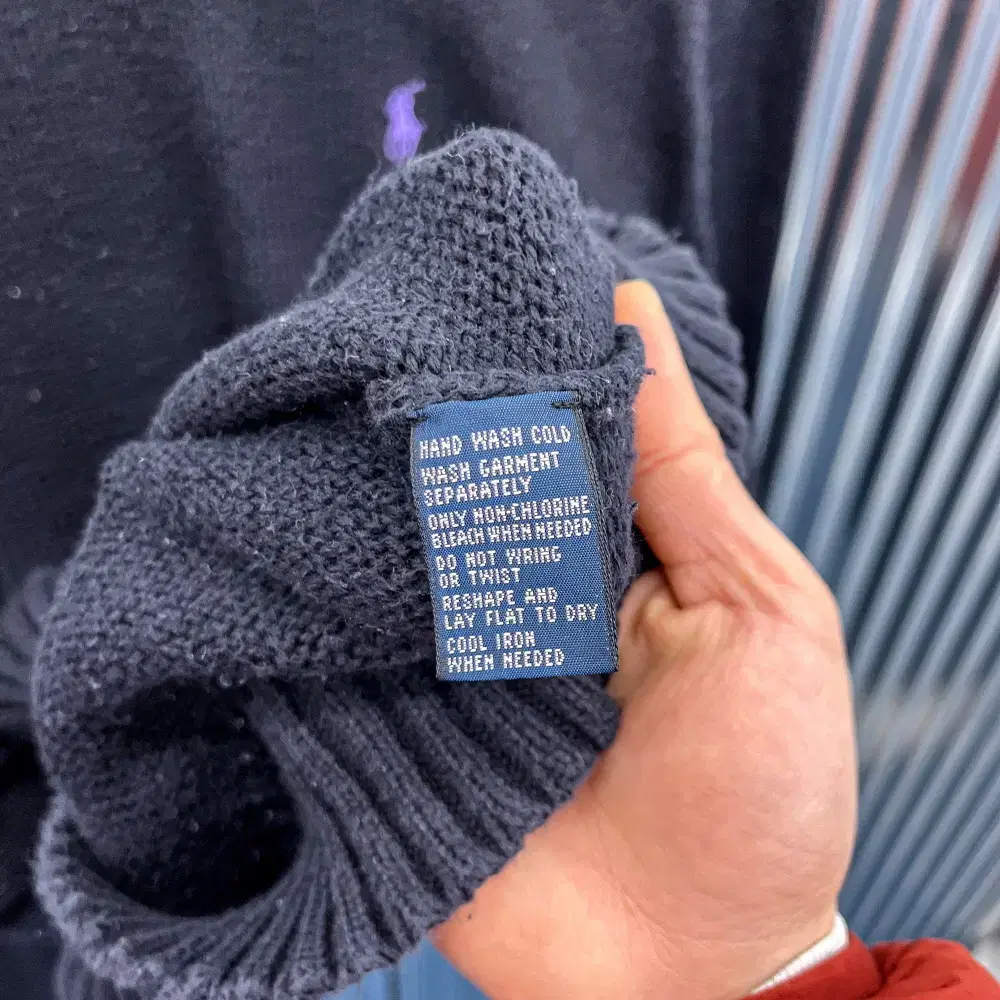 HAND WASH COLD
WASH GARMENT
SEPARATELY
ONLY NON-CHLORINE
BLEACH WHEN NEEDED
DO NOT WRING
OR TWIST
RESHAPE AND
LAY FLAT TO DRY
COOL IRON
WHEN NEEDED